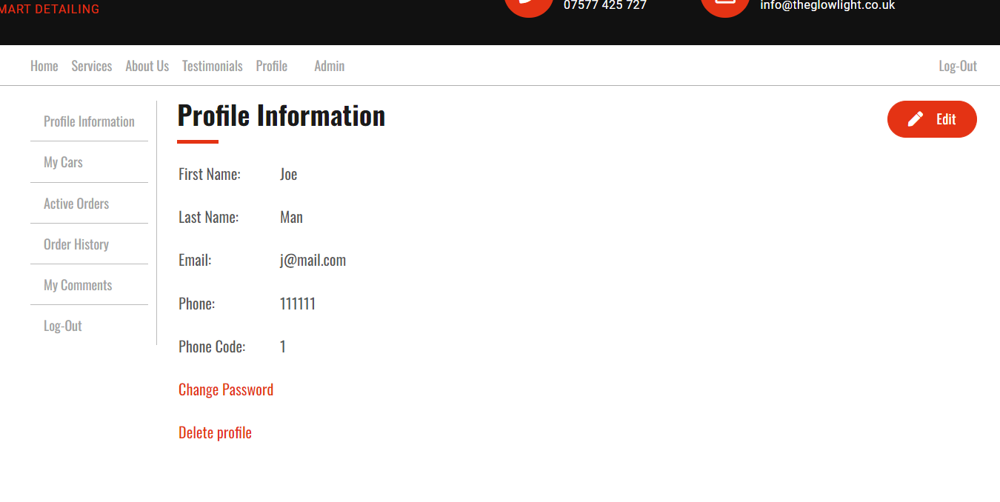 MART DETAILING
07577 425 727
info@theglowlight.co.uk
Home Services About Us Testimonials Profile Admin Log-Out
Profile Information
My Cars
Active Orders
Order History
My Comments
Log-Out
Profile Information
Edit
First Name: Joe
Last Name: Man
Email: j@mail.com
Phone: 111111
Phone Code: 1
Change Password
Delete profile